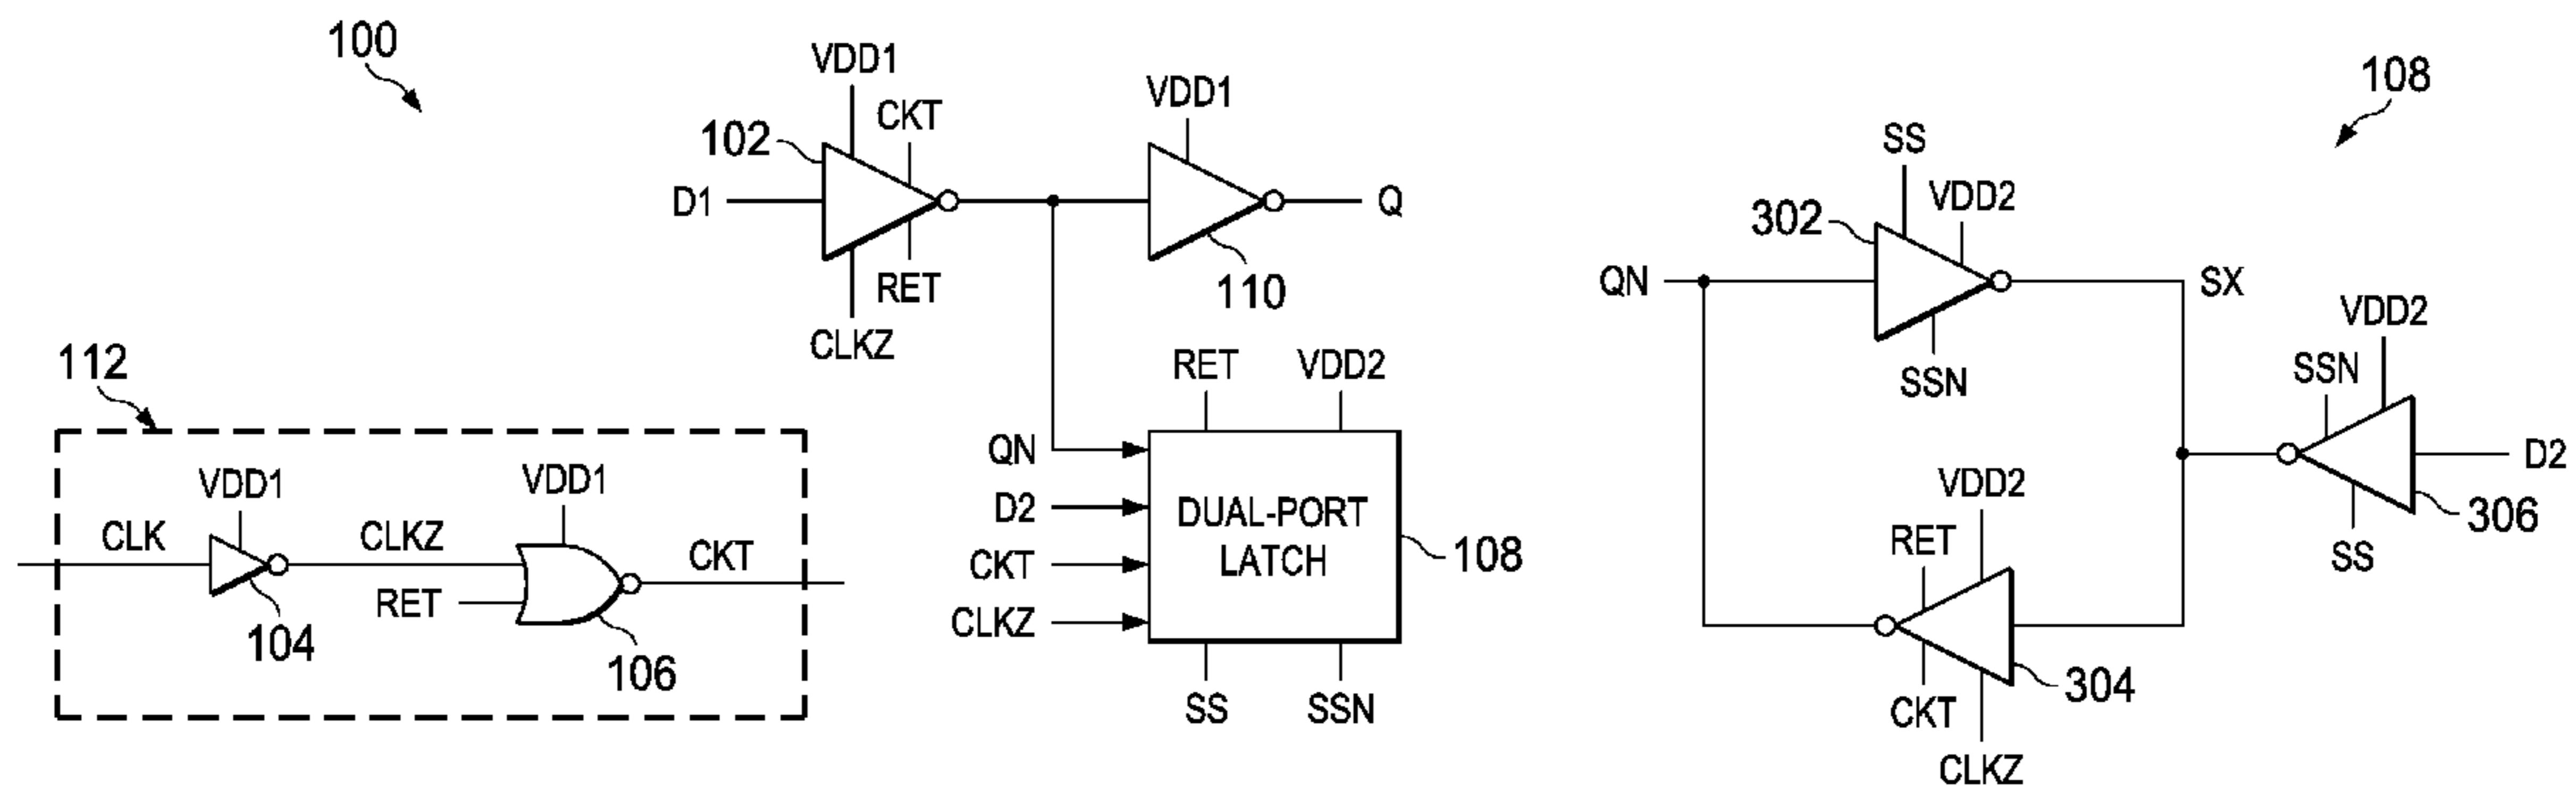 100
VDD1
CKT
102
D1
RET
CLKZ
VDD1
Q
110
112
VDD1
CLK
CLKZ
RET
104
VDD1
CKT
106
RET
VDD2
QN
D2
CKT
CLKZ
DUAL-PORT
LATCH
108
SS
SSN
108
SS
VDD2
302
QN
SX
SSN
VDD2
SSN
D2
306
SS
VDD2
RET
304
CKT
CLKZ